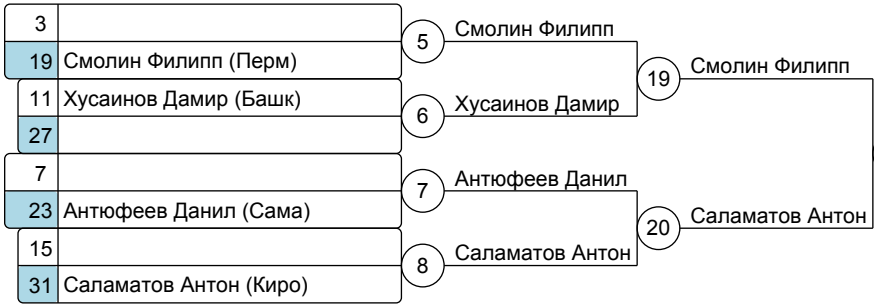 3
5
Смолин Филипп
19 Смолин Филипп (Перм)
19
Смолин Филипп
11 Хусаинов Дамир (Башк)
6
Хусаинов Дамир
27
7
7
Антюфеев Данил
23 Антюфеев Данил (Сама)
20
Саламатов Антон
15
8
Саламатов Антон
31 Саламатов Антон (Киро)